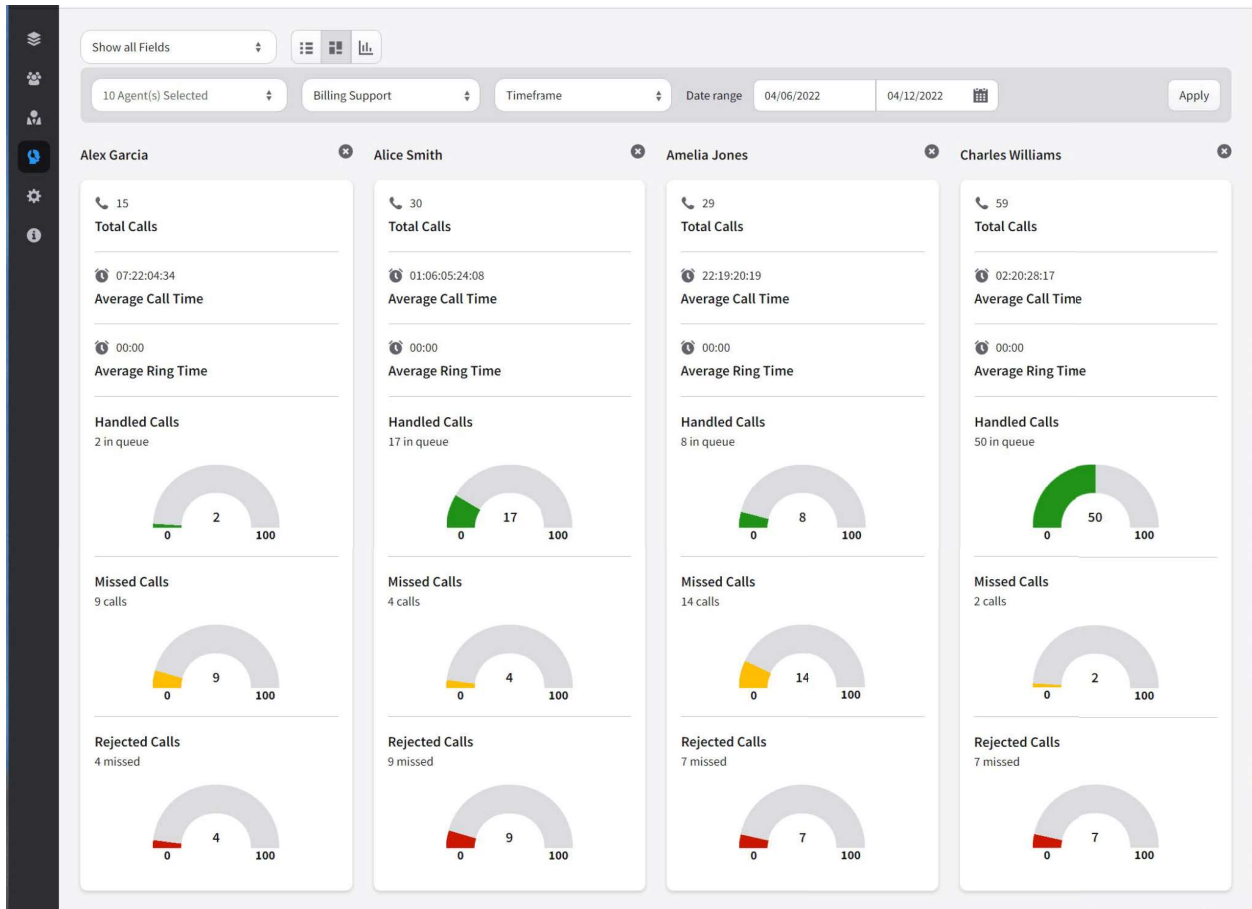 Show all Fields
10 Agent(s) Selected
Billing Support
Timeframe
Date range
04/06/2022
04/12/2022
Apply
Alex Garcia
15
Total Calls
07:22:04:34
Average Call Time
00:00
Average Ring Time
Handled Calls
2 in queue
2
0 100
Missed Calls
9 calls
9
0 100
Rejected Calls
4 missed
4
0 100
Alice Smith
30
Total Calls
01:06:05:24:08
Average Call Time
00:00
Average Ring Time
Handled Calls
17 in queue
17
0 100
Missed Calls
4 calls
4
0 100
Rejected Calls
9 missed
9
0 100
Amelia Jones
29
Total Calls
22:19:20:19
Average Call Time
00:00
Average Ring Time
Handled Calls
8 in queue
8
0 100
Missed Calls
14 calls
14
0 100
Rejected Calls
7 missed
7
0 100
Charles Williams
59
Total Calls
02:20:28:17
Average Call Time
00:00
Average Ring Time
Handled Calls
50 in queue
50
0 100
Missed Calls
2 calls
2
0 100
Rejected Calls
7 missed
7
0 100